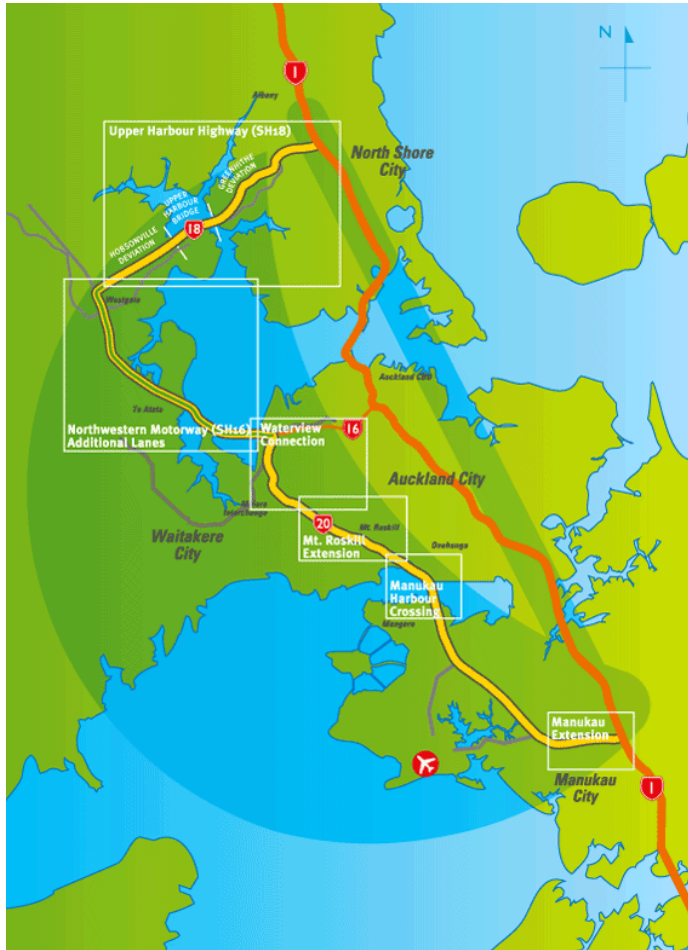 N
1
Albany
Upper Harbour Highway (SH18)
North Shore
City
GREENHITHE
DEVIATION
UPPER
HARBOUR
BRIDGE
18
HOBSONVILLE
DEVIATION
Westgate
Auckland CBD
Te Atatu
Northwestern Motorway (SH16)
Additional Lanes
Waterview
Connection
16
Auckland City
Waitakere
City
Interchange
20
Mt. Roskill
Mt. Roskill
Extension
Onehunga
Manukau
Harbour
Crossing
Mangere
Manukau
Extension
Manukau
City
1